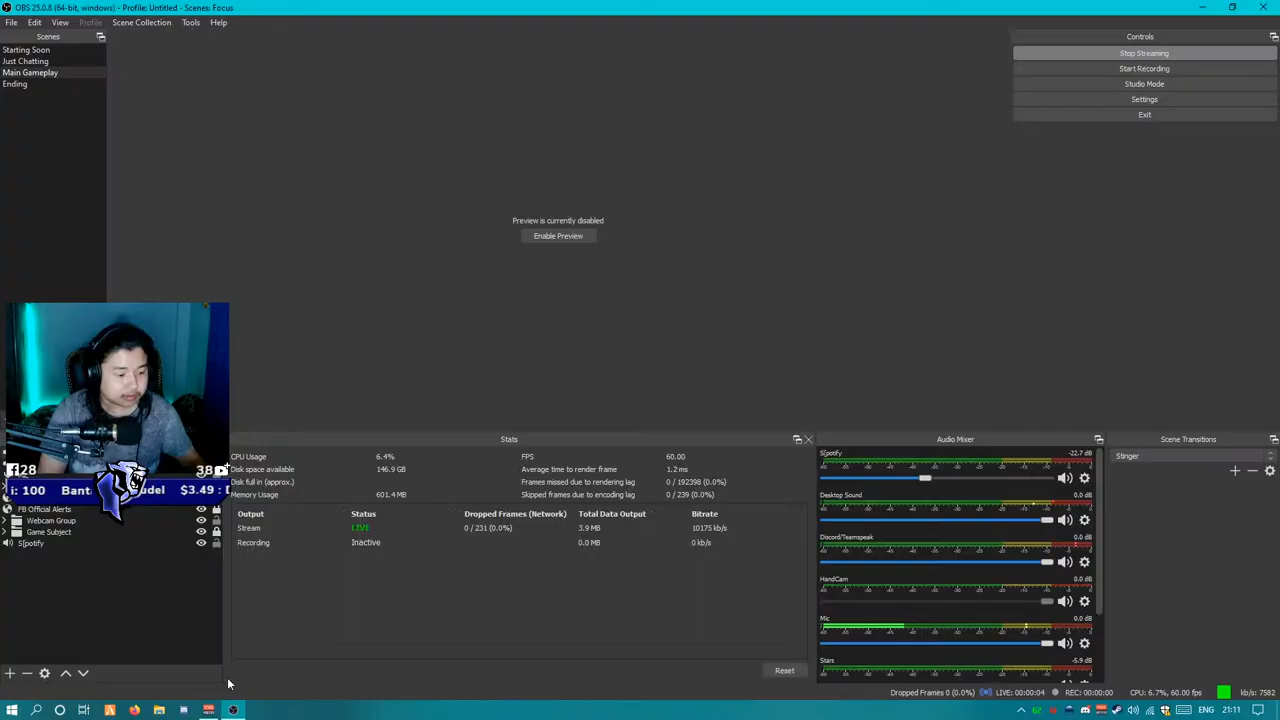 OBS 25.0.8 (64-bit, windows) - Profile: Untitled - Scenes: Focus
File Edit View Profile Scene Collection Tools Help
Scenes
Starting Soon
Just Chatting
Main Gameplay
Ending
Preview is currently disabled
Enable Preview
Controls
Stop Streaming
Start Recording
Studio Mode
Settings
Exit
28
38
i: 100 Bant udel $3.49 :
FB Official Alerts
Webcam Group
Game Subject
S[potify
Stats
CPU Usage 6.4%
Disk space available 146.9 GB
Disk full in (approx.)
Memory Usage 601.4 MB
FPS 60.00
Average time to render frame 1.2 ms
Frames missed due to rendering lag 0 / 192398 (0.0%)
Skipped frames due to encoding lag 0 / 239 (0.0%)
Output Status Dropped Frames (Network) Total Data Output Bitrate
Stream LIVE 0 / 231 (0.0%) 3.9 MB 10175 kb/s
Recording Inactive 0.0 MB 0 kb/s
Reset
Audio Mixer
S[potify -22.7 dB
Desktop Sound 0.0 dB
Discord/Teamspeak 0.0 dB
HandCam 0.0 dB
Mic 0.0 dB
Stars -5.9 dB
Scene Transitions
Stinger
Dropped Frames 0 (0.0%) LIVE: 00:00:04 REC: 00:00:00 CPU: 6.7%, 60.00 fps kb/s: 7582
62 ENG 21:11